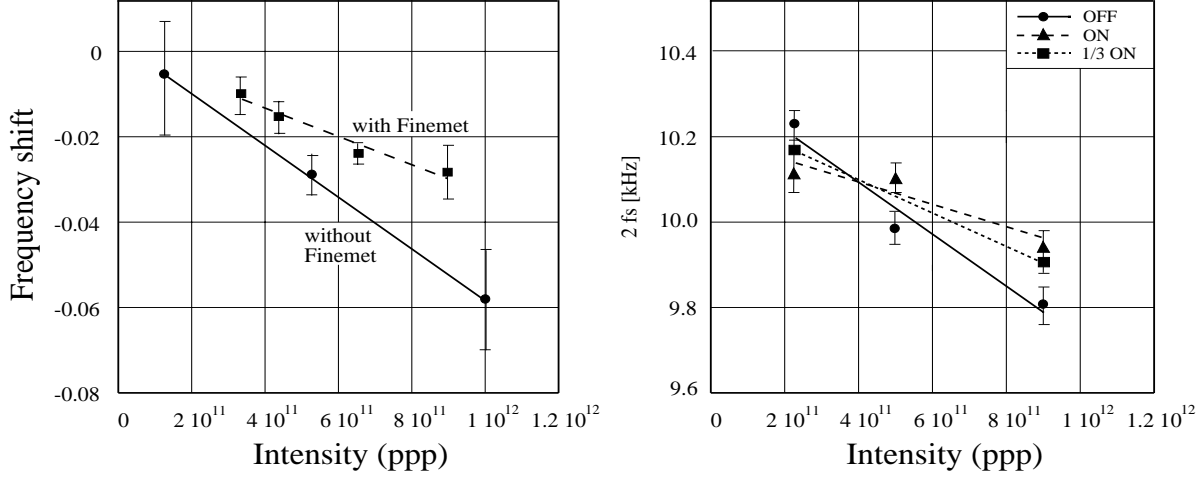 0
-0.02
-0.04
-0.06
-0.08
Frequency shift
with Finemet
without
Finemet
0
2 10^11
4 10^11
6 10^11
8 10^11
1 10^12
1.2 10^12
Intensity (ppp)
10.4
10.2
10.0
9.8
9.6
2 fs [kHz]
OFF
ON
1/3 ON
0
2 10^11
4 10^11
6 10^11
8 10^11
1 10^12
1.2 10^12
Intensity (ppp)